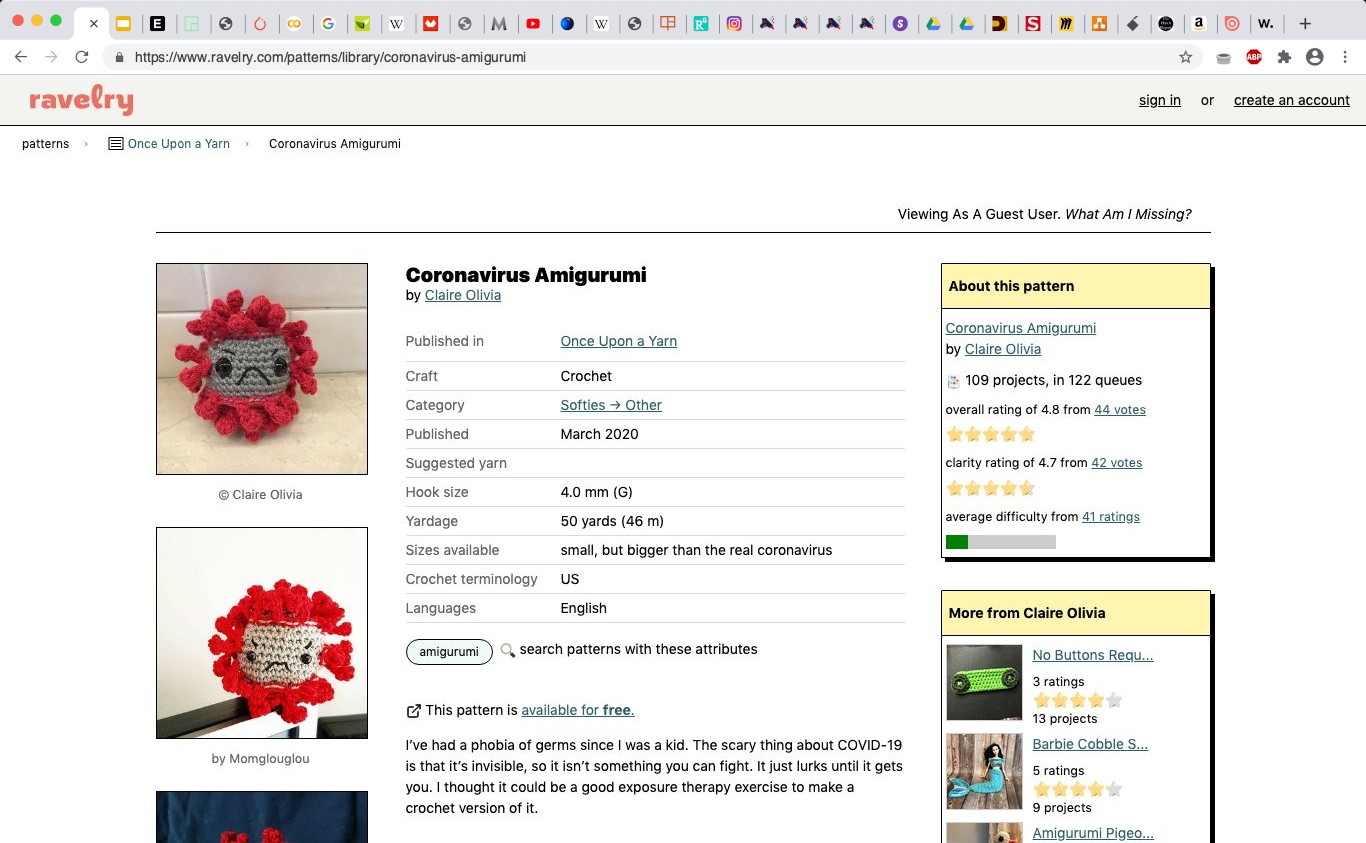 https://www.ravelry.com/patterns/library/coronavirus-amigurumi
ravelry
sign in or create an account
patterns › Once Upon a Yarn › Coronavirus Amigurumi
Viewing As A Guest User. What Am I Missing?
Coronavirus Amigurumi
by Claire Olivia
Published in Once Upon a Yarn
Craft Crochet
Category Softies → Other
Published March 2020
Suggested yarn
Hook size 4.0 mm (G)
Yardage 50 yards (46 m)
Sizes available small, but bigger than the real coronavirus
Crochet terminology US
Languages English
amigurumi search patterns with these attributes
This pattern is available for free.
I’ve had a phobia of germs since I was a kid. The scary thing about COVID-19
is that it’s invisible, so it isn’t something you can fight. It just lurks until it gets
you. I thought it could be a good exposure therapy exercise to make a
crochet version of it.
© Claire Olivia
by Momglouglou
About this pattern
Coronavirus Amigurumi
by Claire Olivia
109 projects, in 122 queues
overall rating of 4.8 from 44 votes
clarity rating of 4.7 from 42 votes
average difficulty from 41 ratings
More from Claire Olivia
No Buttons Requ...
3 ratings
13 projects
Barbie Cobble S...
5 ratings
9 projects
Amigurumi Pigeo...